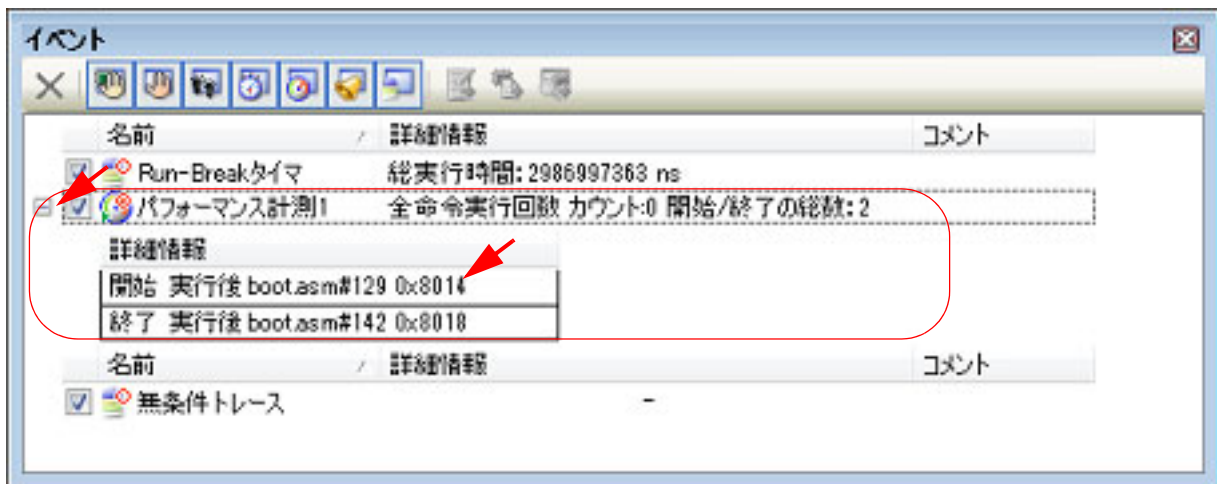 イベント
名前 詳細情報 コメント
Run-Breakタイマ 総実行時間: 2986997363 ns
パフォーマンス計測1 全命令実行回数 カウント:0 開始/終了の総数: 2
詳細情報
開始 実行後 boot.asm#129 0x8014
終了 実行後 boot.asm#142 0x8018
名前 詳細情報 コメント
無条件トレース -